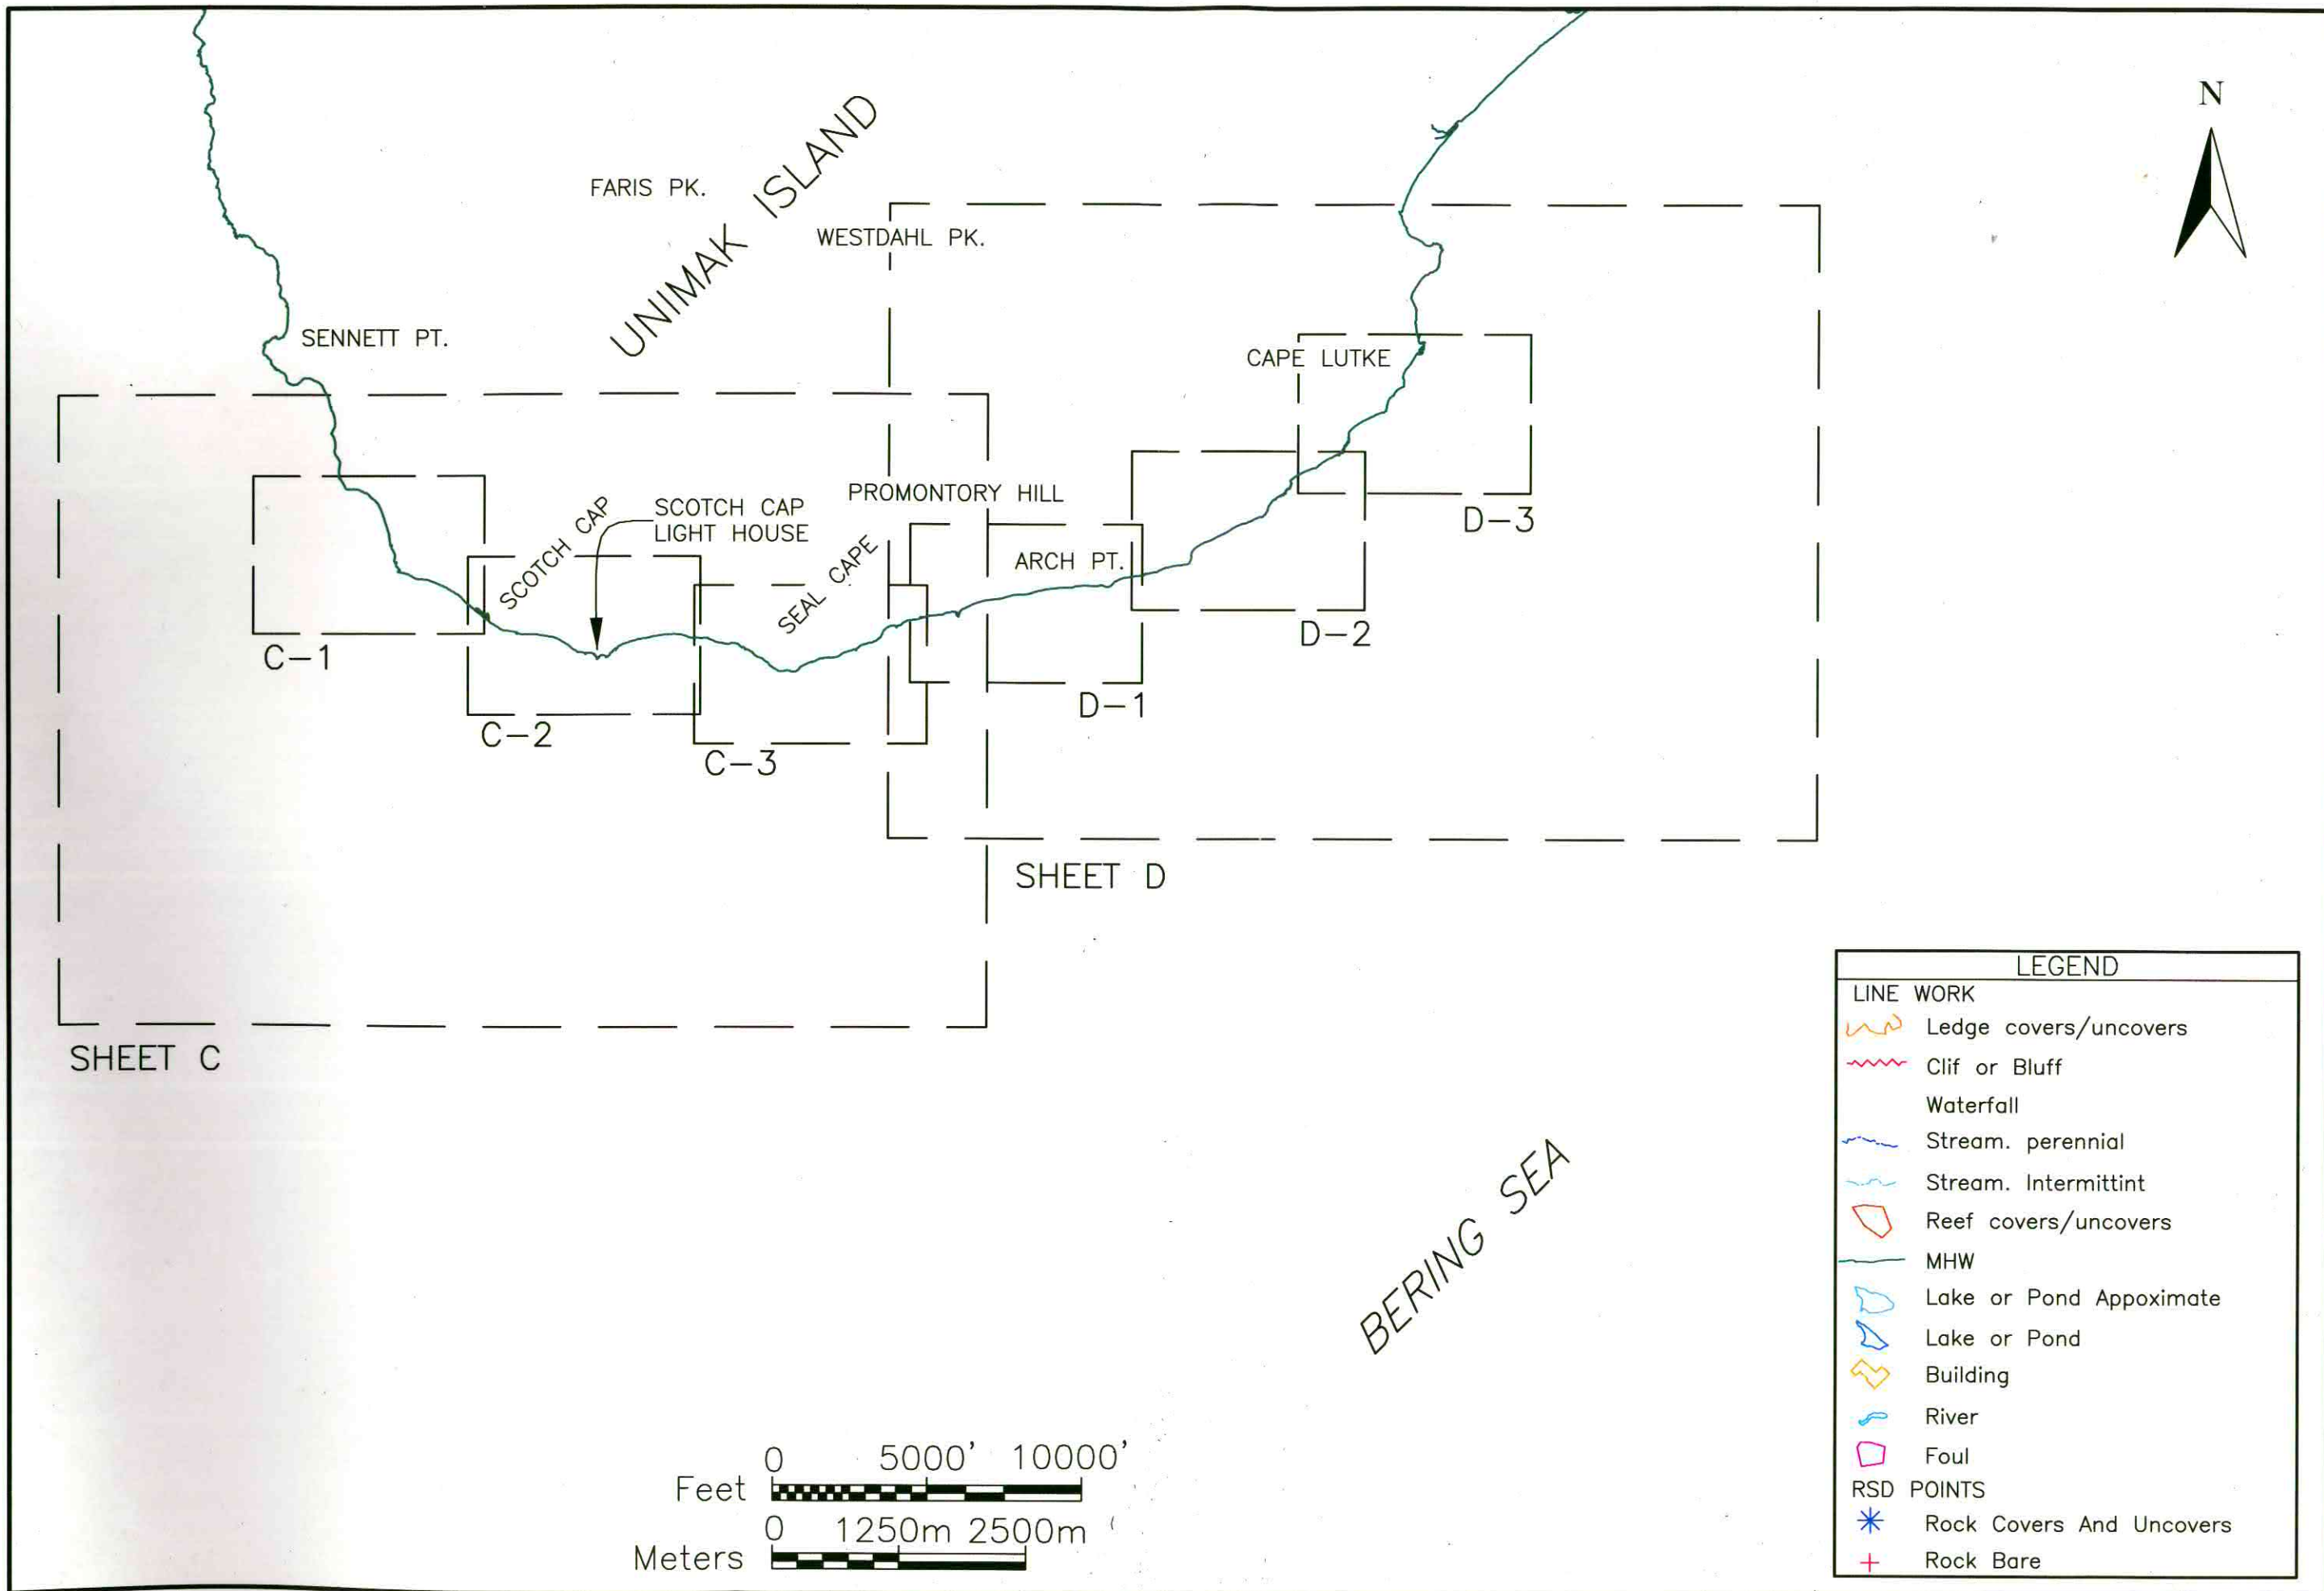 N
FARIS PK.
UNIMAK ISLAND
WESTDAHL PK.
SENNETT PT.
CAPE LUTKE
PROMONTORY HILL
SCOTCH CAP
SCOTCH CAP
LIGHT HOUSE
SEAL CAPE
ARCH PT.
D-3
D-2
C-1
D-1
C-2
C-3
SHEET D
SHEET C
BERING SEA
LEGEND
LINE WORK
Ledge covers/uncovers
Clif or Bluff
Waterfall
Stream. perennial
Stream. Intermittint
Reef covers/uncovers
MHW
Lake or Pond Appoximate
Lake or Pond
Building
River
Foul
RSD POINTS
Rock Covers And Uncovers
Rock Bare
0 5000' 10000'
Feet
0 1250m 2500m
Meters